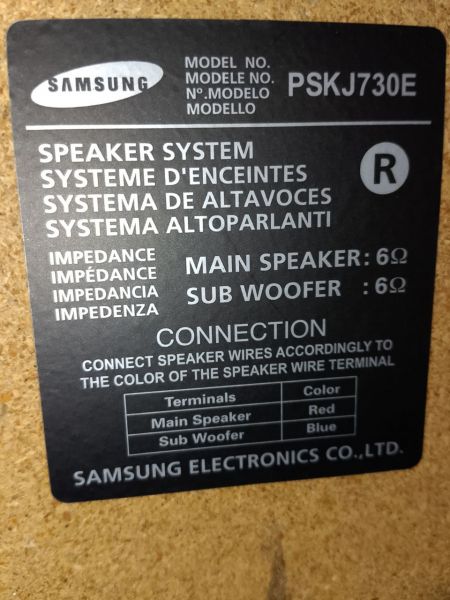 SAMSUNG
MODEL NO.
MODELE NO.
Nº.MODELO
MODELLO
PSKJ730E
SPEAKER SYSTEM
SYSTEME D'ENCEINTES
SYSTEMA DE ALTAVOCES
SYSTEMA ALTOPARLANTI
R
IMPEDANCE
IMPÉDANCE
IMPEDANCIA
IMPEDENZA
MAIN SPEAKER: 6Ω
SUB WOOFER : 6Ω
CONNECTION
CONNECT SPEAKER WIRES ACCORDINGLY TO
THE COLOR OF THE SPEAKER WIRE TERMINAL
Terminals Color
Main Speaker Red
Sub Woofer Blue
SAMSUNG ELECTRONICS CO.,LTD.